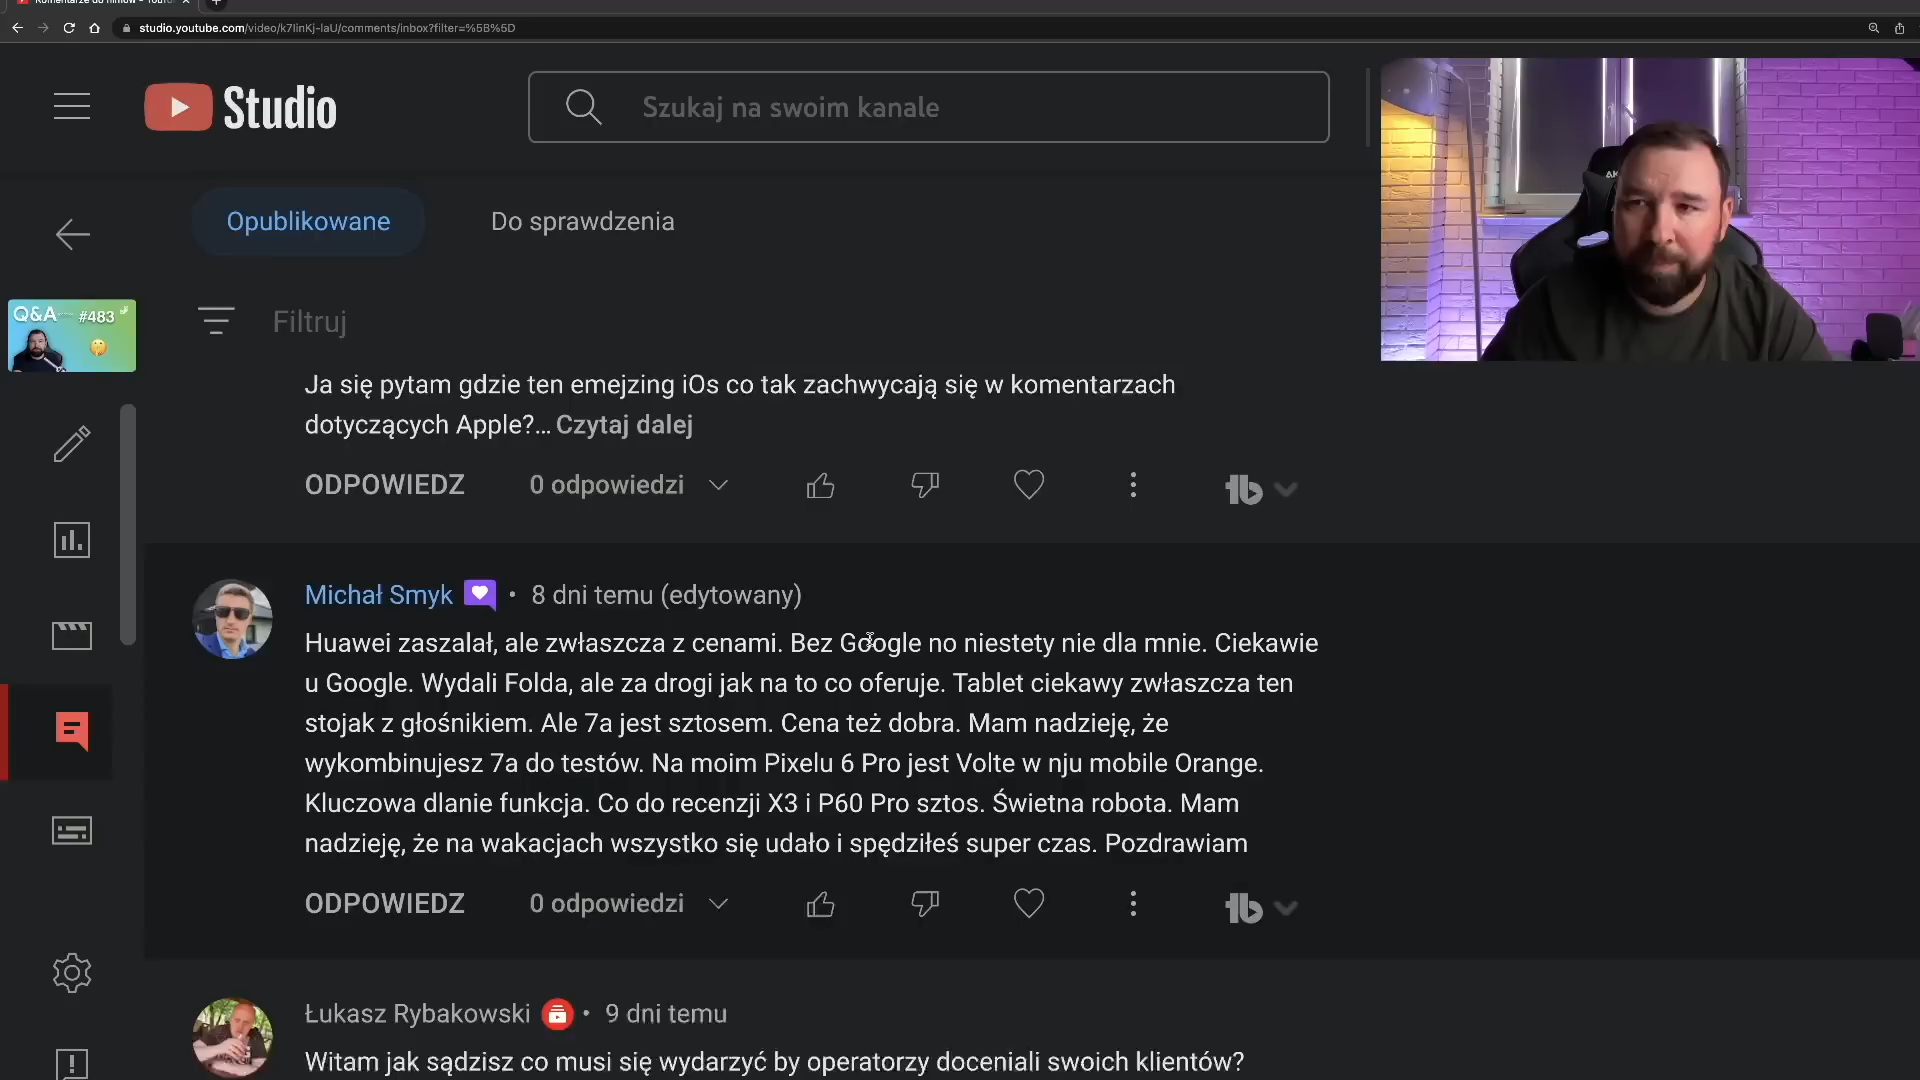 Komentarze do filmów - YouTu
studio.youtube.com/video/k7IinKj-IaU/comments/inbox?filter=%5B%5D
Studio
Szukaj na swoim kanale
Opublikowane
Do sprawdzenia
Q&A #483
Filtruj
Ja się pytam gdzie ten emejzing iOs co tak zachwycają się w komentarzach
dotyczących Apple?... Czytaj dalej
ODPOWIEDZ 0 odpowiedzi
Michał Smyk • 8 dni temu (edytowany)
Huawei zaszalał, ale zwłaszcza z cenami. Bez Google no niestety nie dla mnie. Ciekawie
u Google. Wydali Folda, ale za drogi jak na to co oferuje. Tablet ciekawy zwłaszcza ten
stojak z głośnikiem. Ale 7a jest sztosem. Cena też dobra. Mam nadzieję, że
wykombinujesz 7a do testów. Na moim Pixelu 6 Pro jest Volte w nju mobile Orange.
Kluczowa dlanie funkcja. Co do recenzji X3 i P60 Pro sztos. Świetna robota. Mam
nadzieję, że na wakacjach wszystko się udało i spędziłeś super czas. Pozdrawiam
ODPOWIEDZ 0 odpowiedzi
Łukasz Rybakowski • 9 dni temu
Witam jak sądzisz co musi się wydarzyć by operatorzy doceniali swoich klientów?